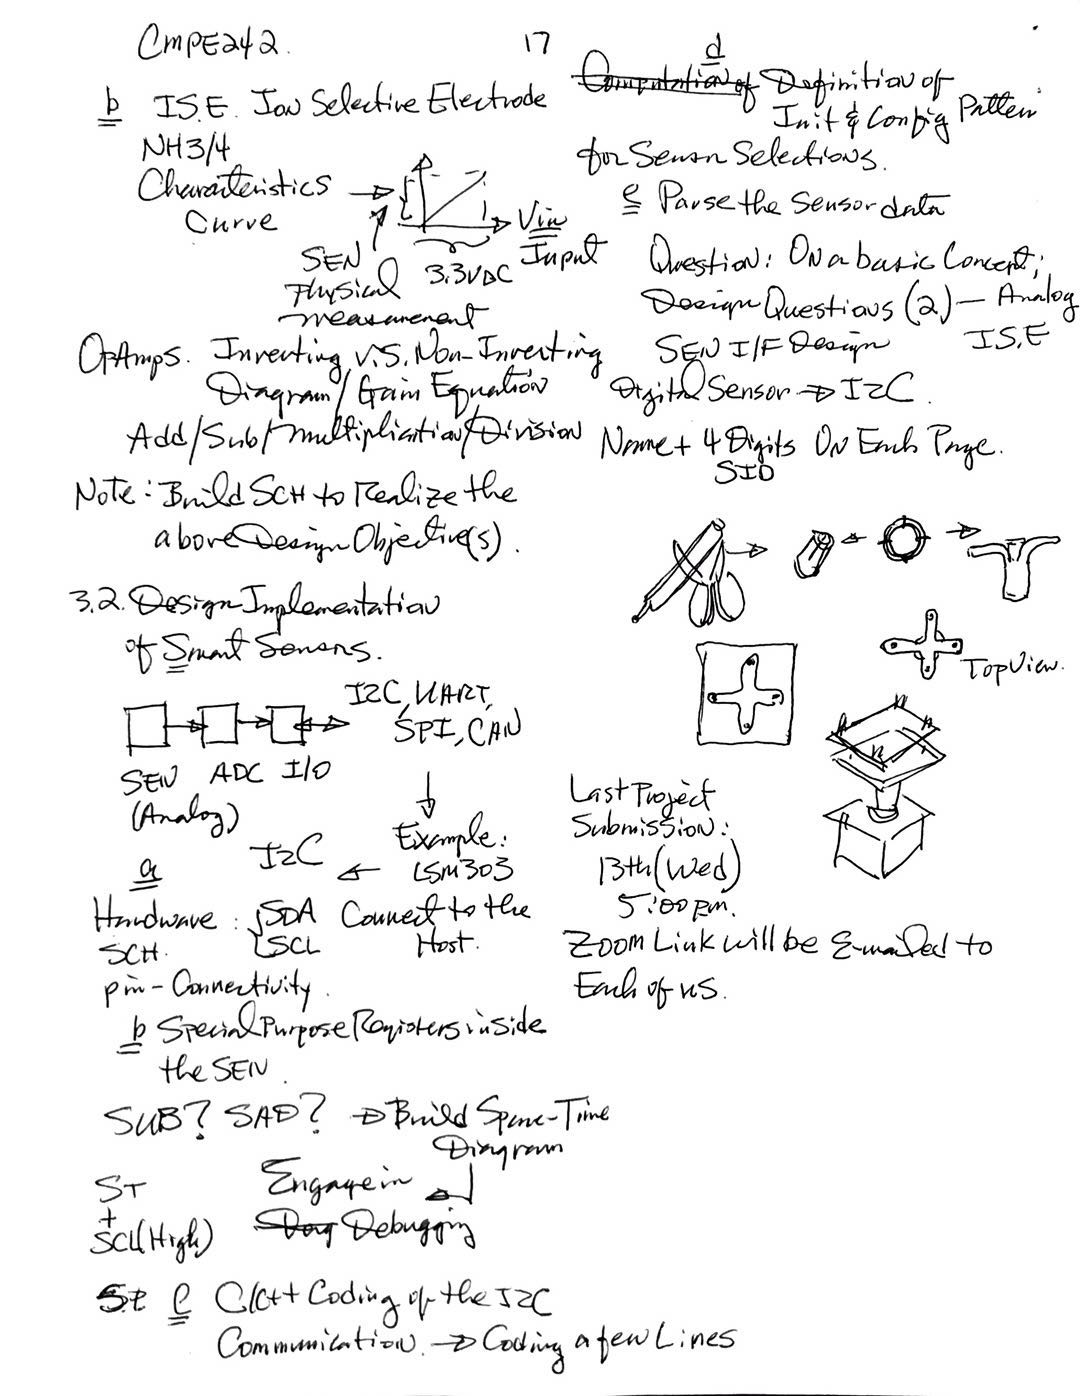 CMPE242.
17
b I.S.E. Ion Selective Electrode
NH3/4
Characteristics
Curve
Vin
Input
SEN
Physical
measurement
3.3VDC
OPAmps. Inverting V.S. Non-Inverting
Diagram/Gain Equation
Add/Sub/multiplication/Division
Note: Build SCH to Realize the
above Design Objective(s).
3.2. Design Implementation
of Smart Sensors.
I2C, UART,
SPI, CAN
SEN ADC I/O
(Analog)
Example:
LSM303
I2C
a
Hardware: SDA Connect to the
SCH. SCL Host.
pin-Connectivity.
b Special Purpose Registers inside
the SEN.
SUB? SAD? Build Space-Time
Diagram
ST Engage in
+
SCL(High) Debugging
C C/C++ Coding of the I2C
Communication. Coding a few Lines
d
Computation of Definition of
Init & Config Pattern
for Sensor Selections.
e Parse the Sensor data
Question: On a basic Concept;
Design Questions (2) — Analog
SEN I/F Design I.S.E
Digital Sensor I2C.
Name + 4 Digits On Each Page.
SID
Top View.
Last Project
Submission:
13th (Wed)
5:00 pm.
Zoom Link will be E-mailed to
Each of us.